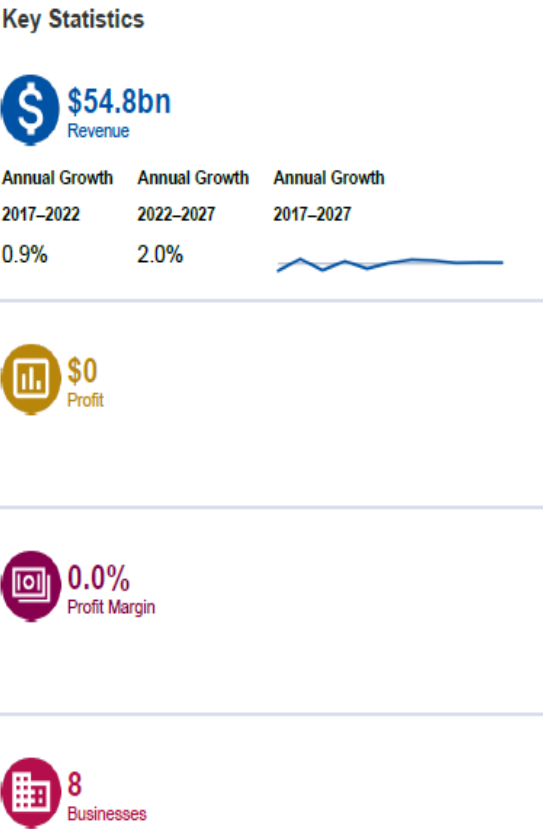 Key Statistics
$54.8bn
Revenue
Annual Growth Annual Growth Annual Growth
2017–2022 2022–2027 2017–2027
0.9% 2.0%
$0
Profit
0.0%
Profit Margin
8
Businesses